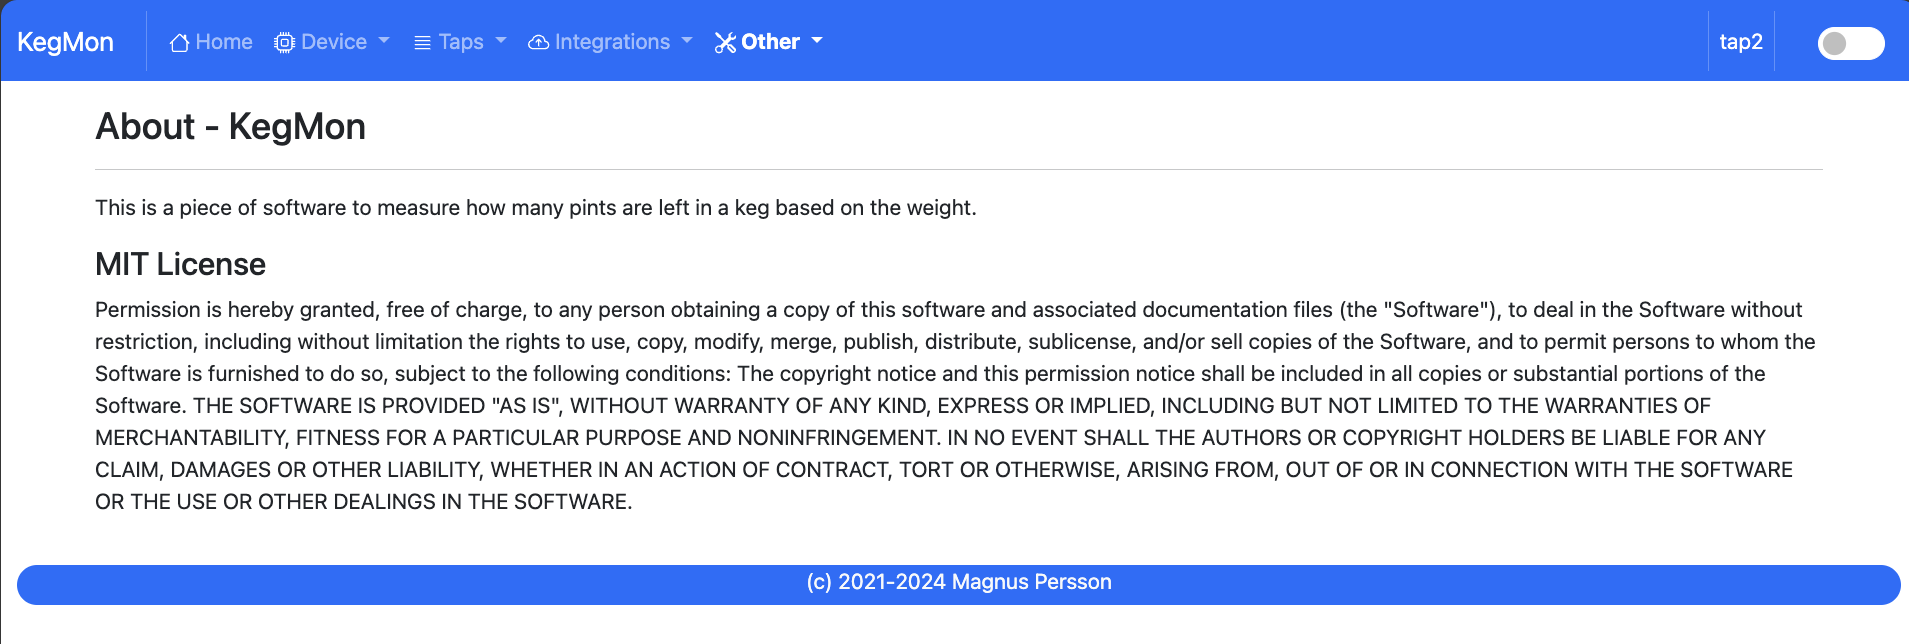 KegMon Home Device Taps Integrations Other tap2
About - KegMon
This is a piece of software to measure how many pints are left in a keg based on the weight.
MIT License
Permission is hereby granted, free of charge, to any person obtaining a copy of this software and associated documentation files (the "Software"), to deal in the Software without
restriction, including without limitation the rights to use, copy, modify, merge, publish, distribute, sublicense, and/or sell copies of the Software, and to permit persons to whom the
Software is furnished to do so, subject to the following conditions: The copyright notice and this permission notice shall be included in all copies or substantial portions of the
Software. THE SOFTWARE IS PROVIDED "AS IS", WITHOUT WARRANTY OF ANY KIND, EXPRESS OR IMPLIED, INCLUDING BUT NOT LIMITED TO THE WARRANTIES OF
MERCHANTABILITY, FITNESS FOR A PARTICULAR PURPOSE AND NONINFRINGEMENT. IN NO EVENT SHALL THE AUTHORS OR COPYRIGHT HOLDERS BE LIABLE FOR ANY
CLAIM, DAMAGES OR OTHER LIABILITY, WHETHER IN AN ACTION OF CONTRACT, TORT OR OTHERWISE, ARISING FROM, OUT OF OR IN CONNECTION WITH THE SOFTWARE
OR THE USE OR OTHER DEALINGS IN THE SOFTWARE.
(c) 2021-2024 Magnus Persson